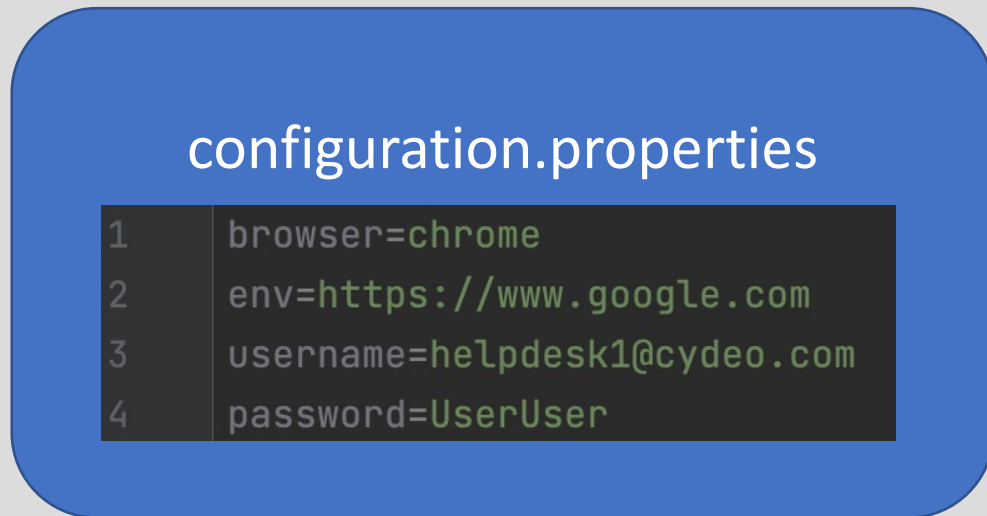 configuration.properties
1 browser=chrome
2 env=https://www.google.com
3 username=helpdesk1@cydeo.com
4 password=UserUser